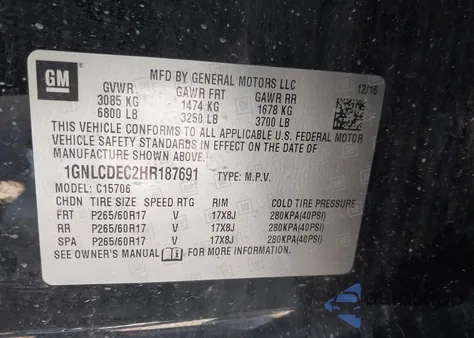 GM
MFD BY GENERAL MOTORS LLC
GVWR GAWR FRT GAWR RR 12/16
3085 KG 1474 KG 1678 KG
6800 LB 3250 LB 3700 LB
THIS VEHICLE CONFORMS TO ALL APPLICABLE U.S. FEDERAL MOTOR
VEHICLE SAFETY STANDARDS IN EFFECT ON THE DATE OF
MANUFACTURE SHOWN ABOVE.
1GNLCDEC2HR187691 TYPE: M.P.V.
MODEL: C15706
CHDN TIRE SIZE SPEED RTG RIM COLD TIRE PRESSURE
FRT P265/60R17 V 17X8J 280KPA(40PSI)
RR P265/60R17 V 17X8J 280KPA(40PSI)
SPA P265/60R17 V 17X8J 280KPA(40PSI)
SEE OWNER'S MANUAL FOR MORE INFORMATION.
autoshop